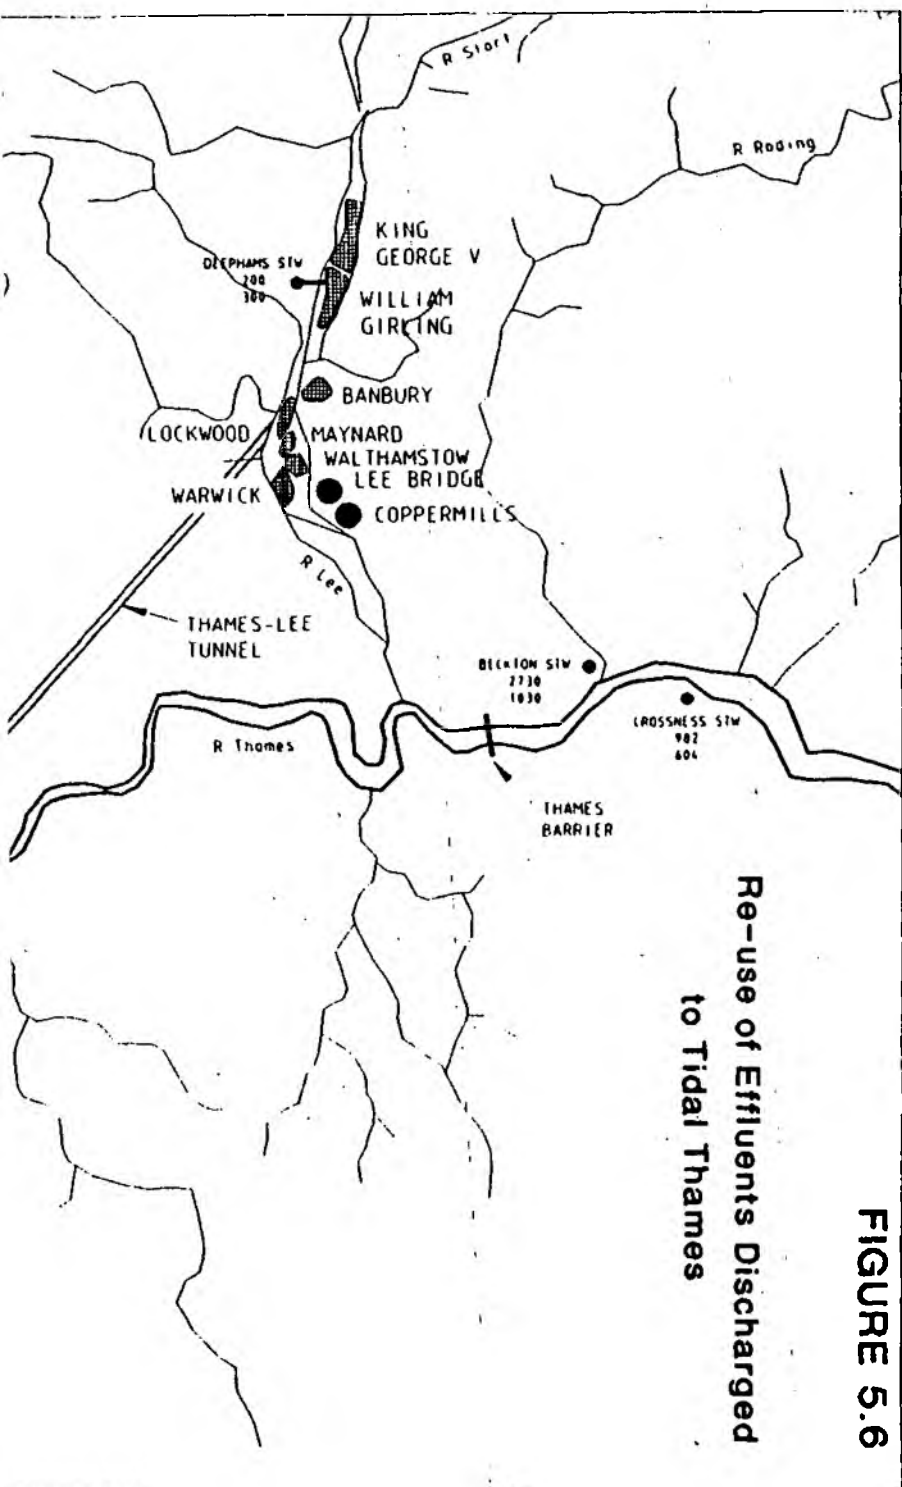 FIGURE 5.6
Re-use of Effluents Discharged
to Tidal Thames
R Stort
R Roding
KING
GEORGE V
DEEPHAMS STW
200
300
WILLIAM
GIRLING
BANBURY
LOCKWOOD
MAYNARD
WALTHAMSTOW
LEE BRIDGE
WARWICK
COPPERMILLS
R Lee
THAMES-LEE
TUNNEL
BECKTON STW
2730
1030
CROSSNESS STW
982
604
R Thames
THAMES
BARRIER